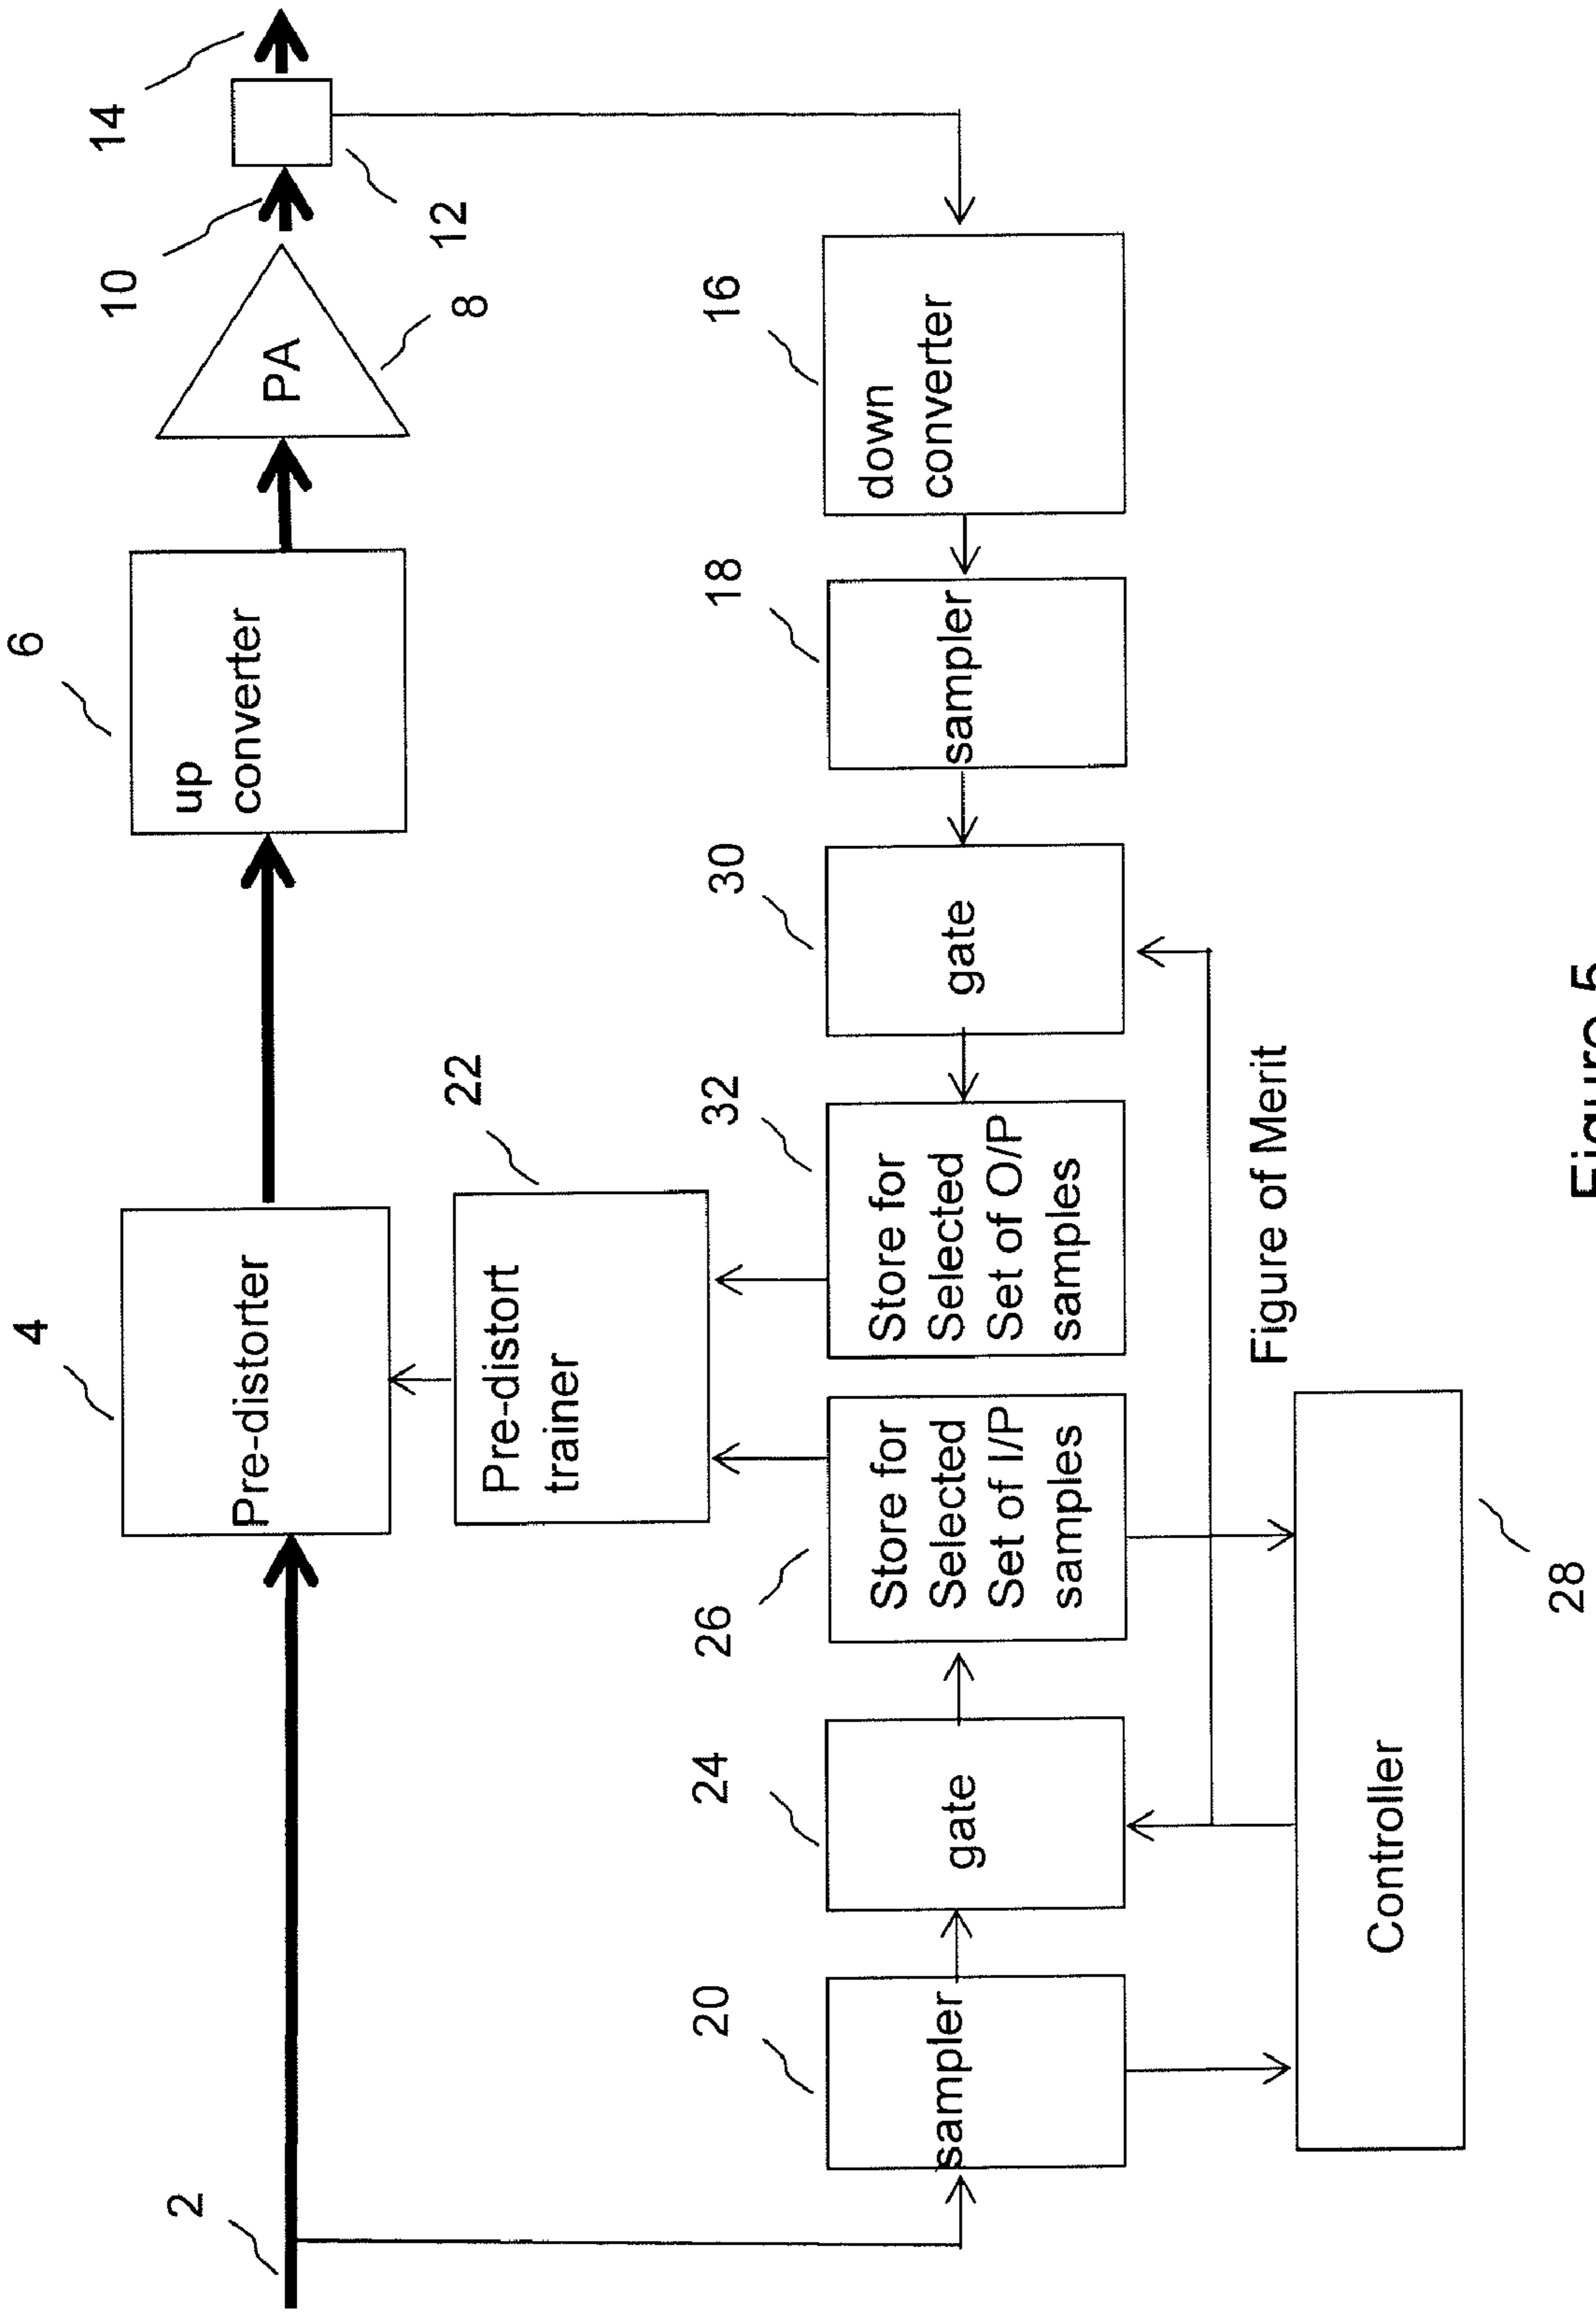 2
4
Pre-distorter
6
up
converter
PA
8
10
12
14
22
Pre-distort
trainer
20
sampler
24
gate
26
Store for
Selected
Set of I/P
samples
32
Store for
Selected
Set of O/P
samples
30
gate
18
sampler
16
down
converter
Figure of Merit
Controller
28
Figure 5